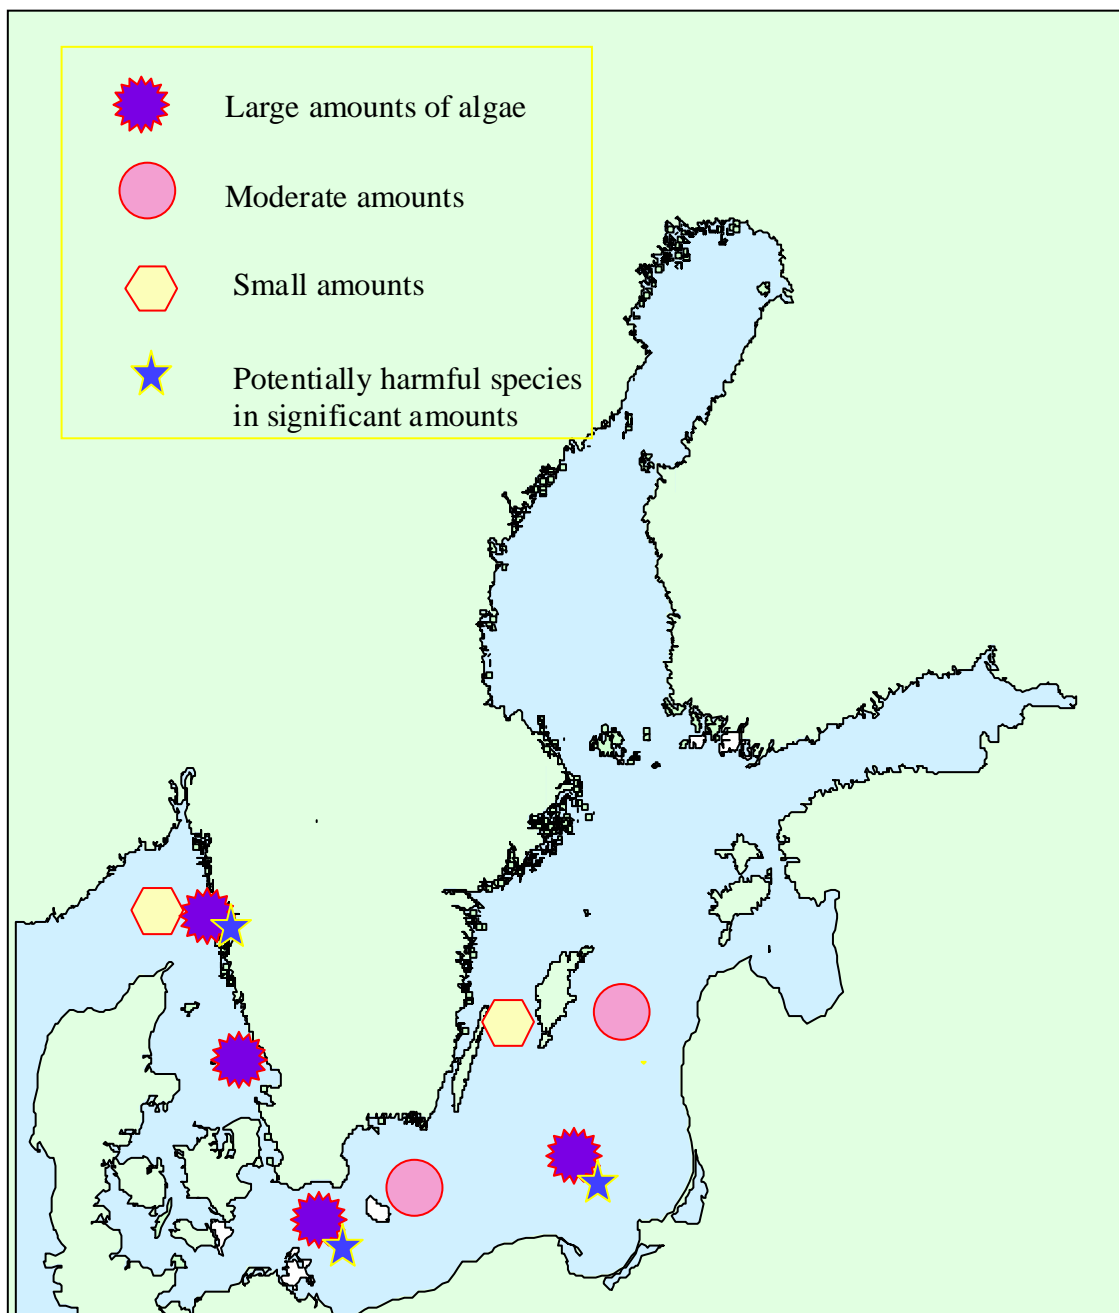 Large amounts of algae
Moderate amounts
Small amounts
Potentially harmful species
in significant amounts